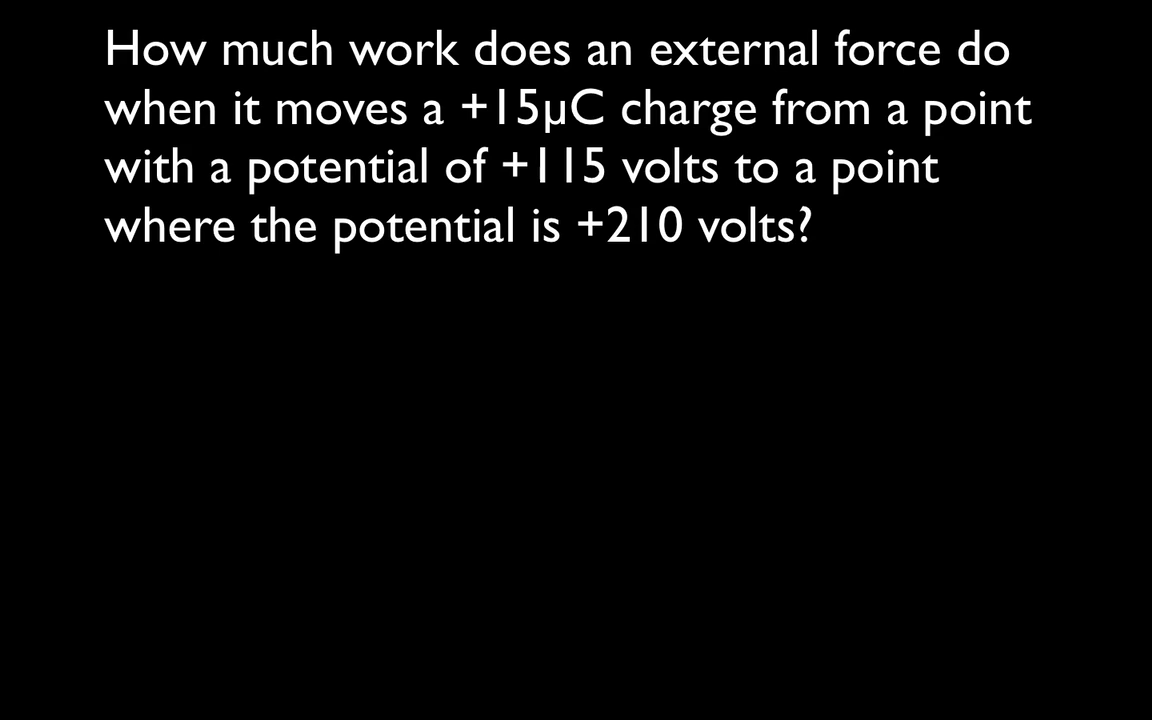 How much work does an external force do
when it moves a +15µC charge from a point
with a potential of +115 volts to a point
where the potential is +210 volts?